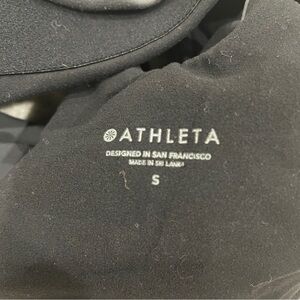 ATHLETA
DESIGNED IN SAN FRANCISCO
MADE IN SRI LANKA
S